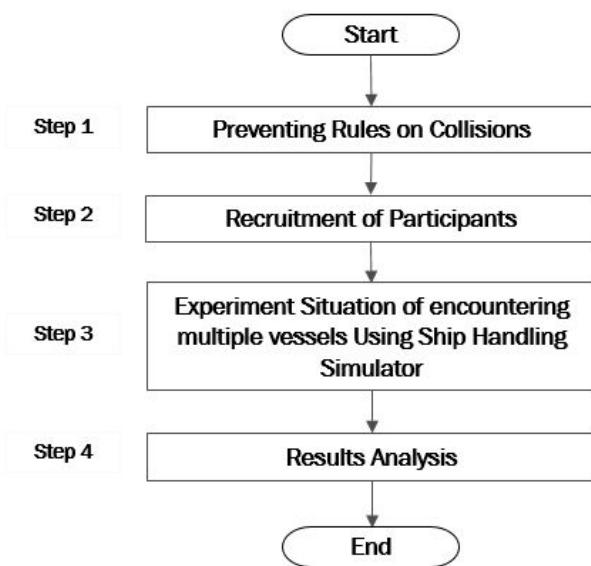 Start
Step 1
Preventing Rules on Collisions
Step 2
Recruitment of Participants
Step 3
Experiment Situation of encountering
multiple vessels Using Ship Handling
Simulator
Step 4
Results Analysis
End